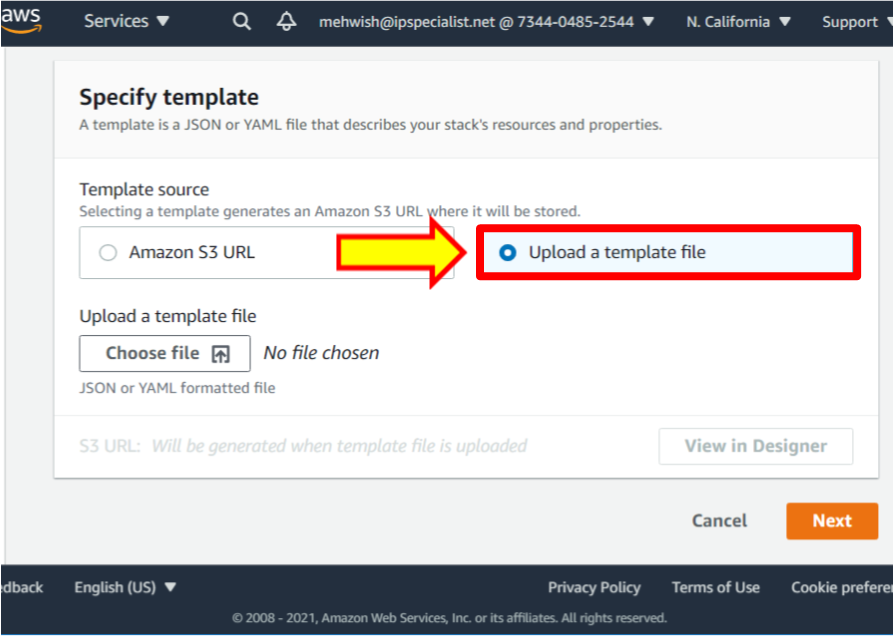 aws Services mehwish@ipspecialist.net @ 7344-0485-2544 N. California Support
Specify template
A template is a JSON or YAML file that describes your stack's resources and properties.
Template source
Selecting a template generates an Amazon S3 URL where it will be stored.
Amazon S3 URL Upload a template file
Upload a template file
Choose file No file chosen
JSON or YAML formatted file
S3 URL: Will be generated when template file is uploaded View in Designer
Cancel Next
edback English (US) Privacy Policy Terms of Use Cookie prefere
© 2008 - 2021, Amazon Web Services, Inc. or its affiliates. All rights reserved.